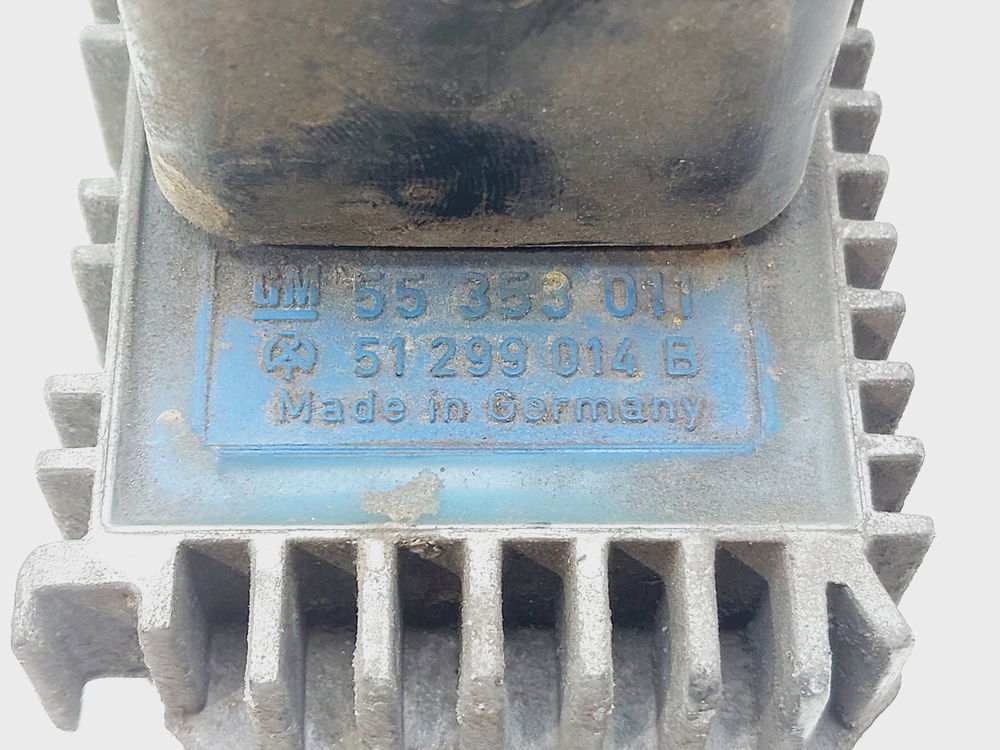 GM 55 353 011
51 299 014 B
Made in Germany